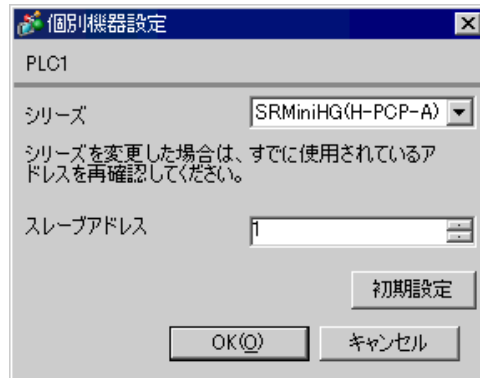 個別機器設定
PLC1
シリーズ SRMiniHG(H-PCP-A)
シリーズを変更した場合は、すでに使用されているア
ドレスを再確認してください。
スレーブアドレス 1
初期設定
OK(O) キャンセル